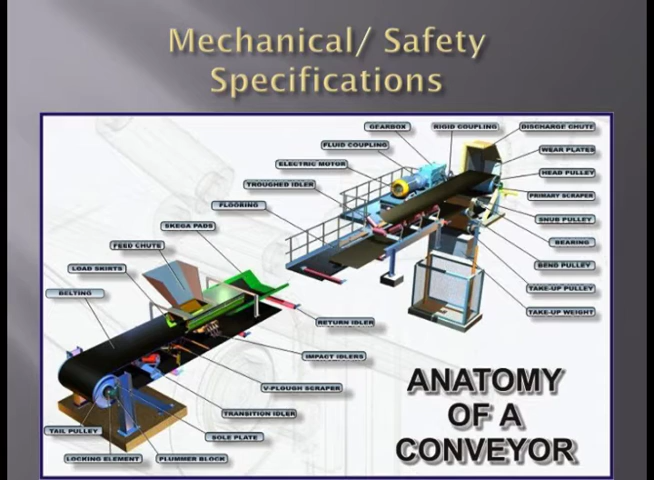 Mechanical/ Safety
Specifications
GEARBOX
RIGID COUPLING
DISCHARGE CHUTE
FLUID COUPLING
WEAR PLATES
ELECTRIC MOTOR
HEAD PULLEY
TROUGHED IDLER
PRIMARY SCRAPER
FLOORING
SNUB PULLEY
SKEGA PADS
BEARING
FEED CHUTE
BEND PULLEY
LOAD SKIRTS
TAKE-UP PULLEY
BELTING
TAKE-UP WEIGHT
RETURN IDLER
IMPACT IDLERS
V-PLOUGH SCRAPER
TRANSITION IDLER
TAIL PULLEY
SOLE PLATE
LOCKING ELEMENT
PLUMMER BLOCK
ANATOMY
OF A
CONVEYOR